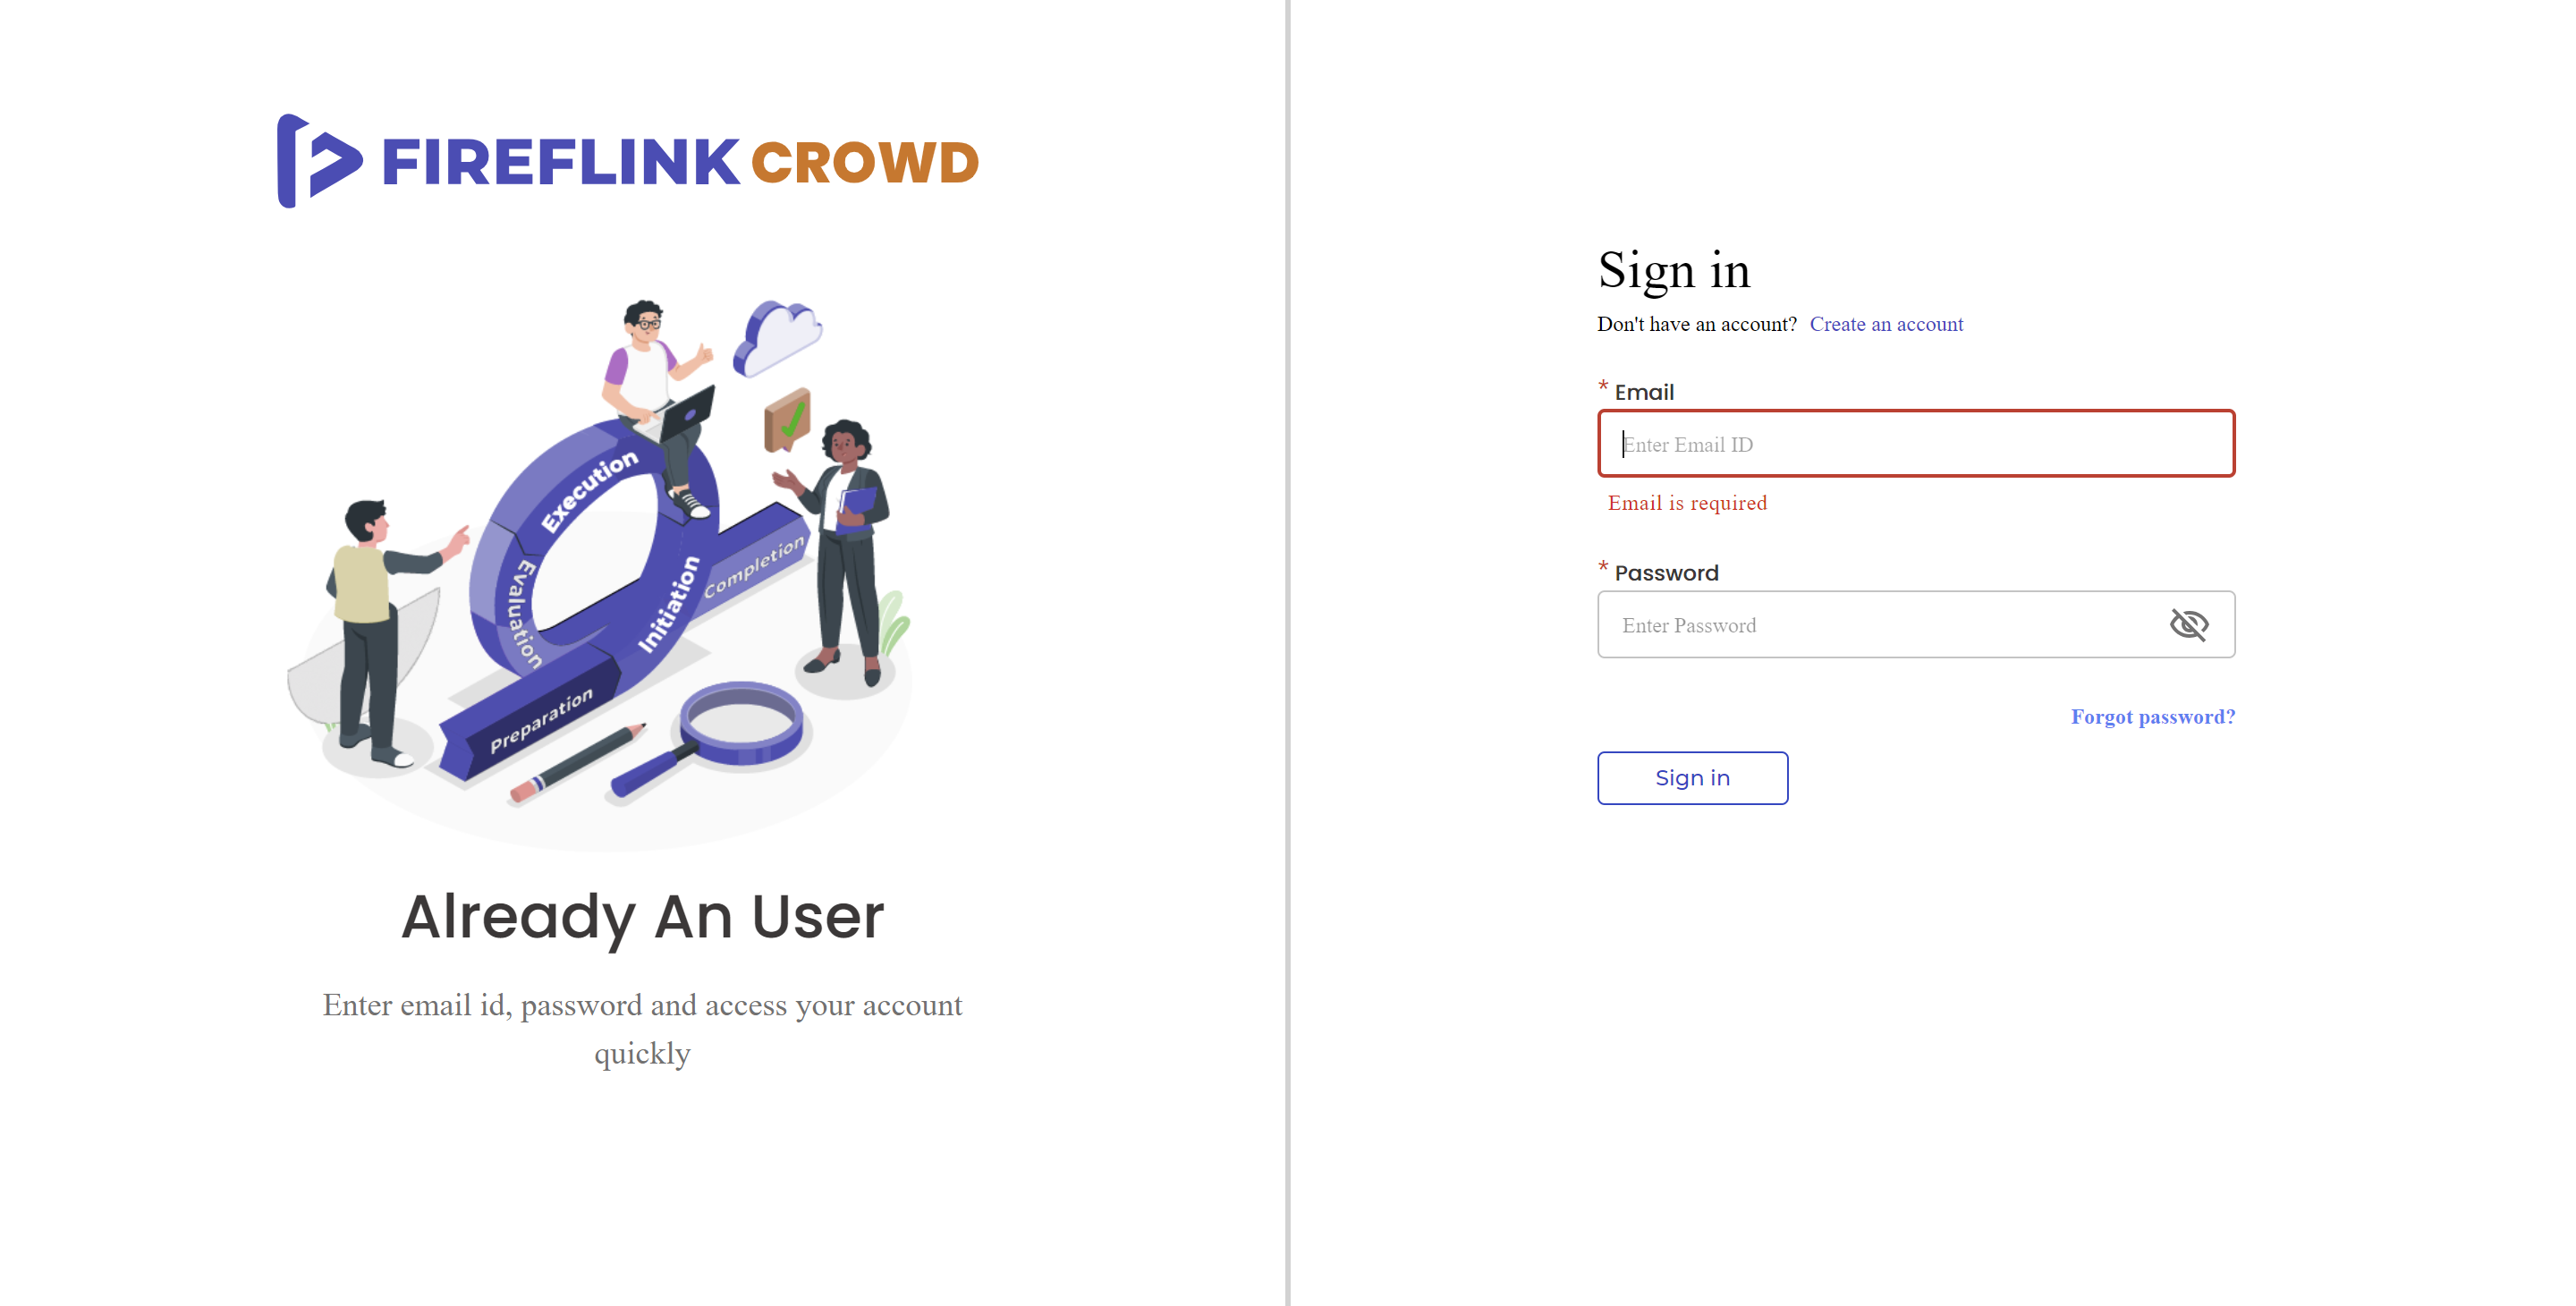 FIREFLINK CROWD
Execution
Evaluation
Initiation
Completion
Preparation
Already An User
Enter email id, password and access your account
quickly
Sign in
Don't have an account? Create an account
* Email
Enter Email ID
Email is required
* Password
Enter Password
Forgot password?
Sign in